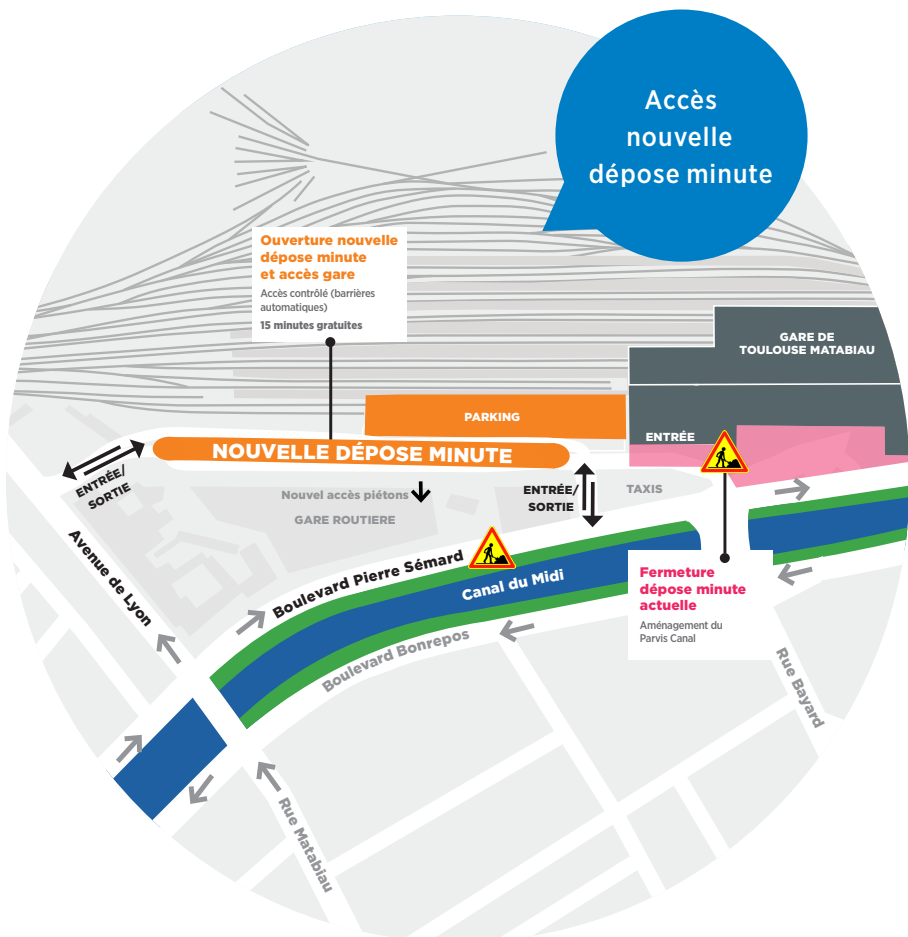 Accès
nouvelle
dépose minute
Ouverture nouvelle
dépose minute
et accès gare
Accès contrôlé (barrières
automatiques)
15 minutes gratuites
GARE DE
TOULOUSE MATABIAU
PARKING
ENTRÉE
NOUVELLE DÉPOSE MINUTE
ENTRÉE/
SORTIE
Nouvel accès piétons
GARE ROUTIERE
ENTRÉE/
SORTIE
TAXIS
Avenue de Lyon
Boulevard Pierre Sémard
Canal du Midi
Boulevard Bonrepos
Fermeture
dépose minute
actuelle
Aménagement du
Parvis Canal
Rue Bayard
Rue Matabiau